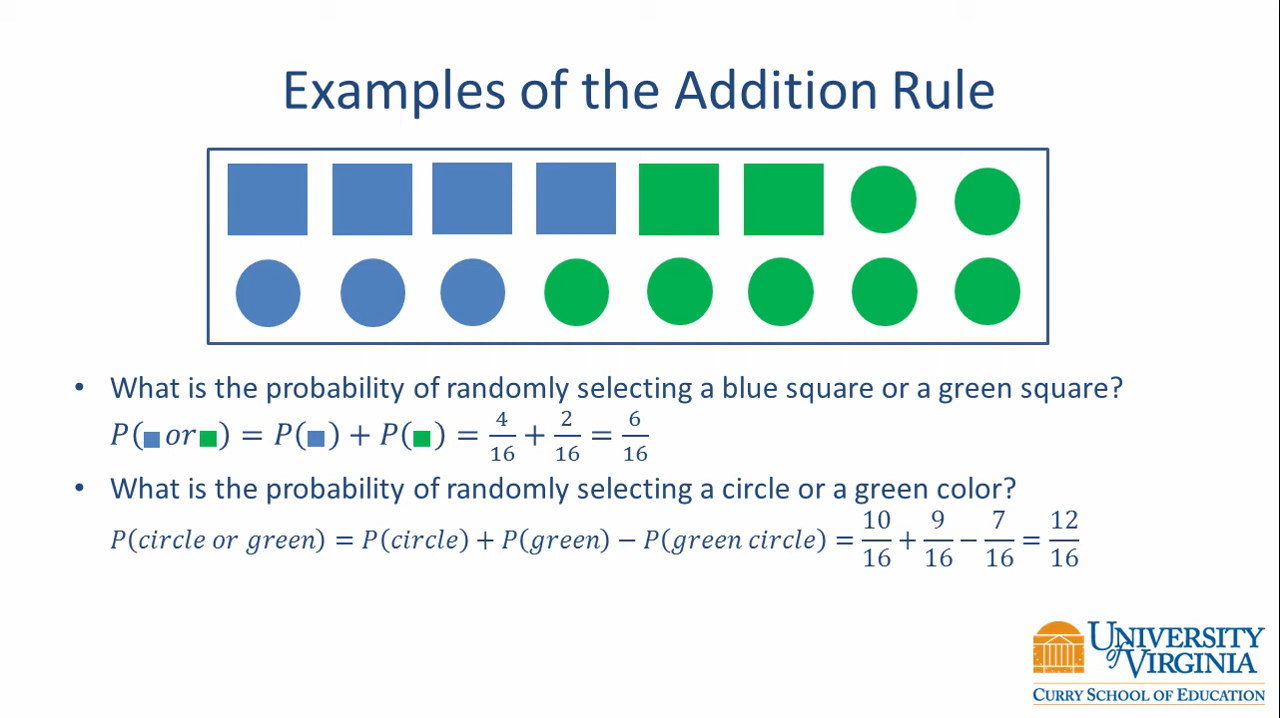 Examples of the Addition Rule
• What is the probability of randomly selecting a blue square or a green square?
P(■ or ■) = P(■) + P(■) = 4/16 + 2/16 = 6/16
• What is the probability of randomly selecting a circle or a green color?
P(circle or green) = P(circle) + P(green) − P(green circle) = 10/16 + 9/16 − 7/16 = 12/16
UNIVERSITY
of VIRGINIA
CURRY SCHOOL OF EDUCATION